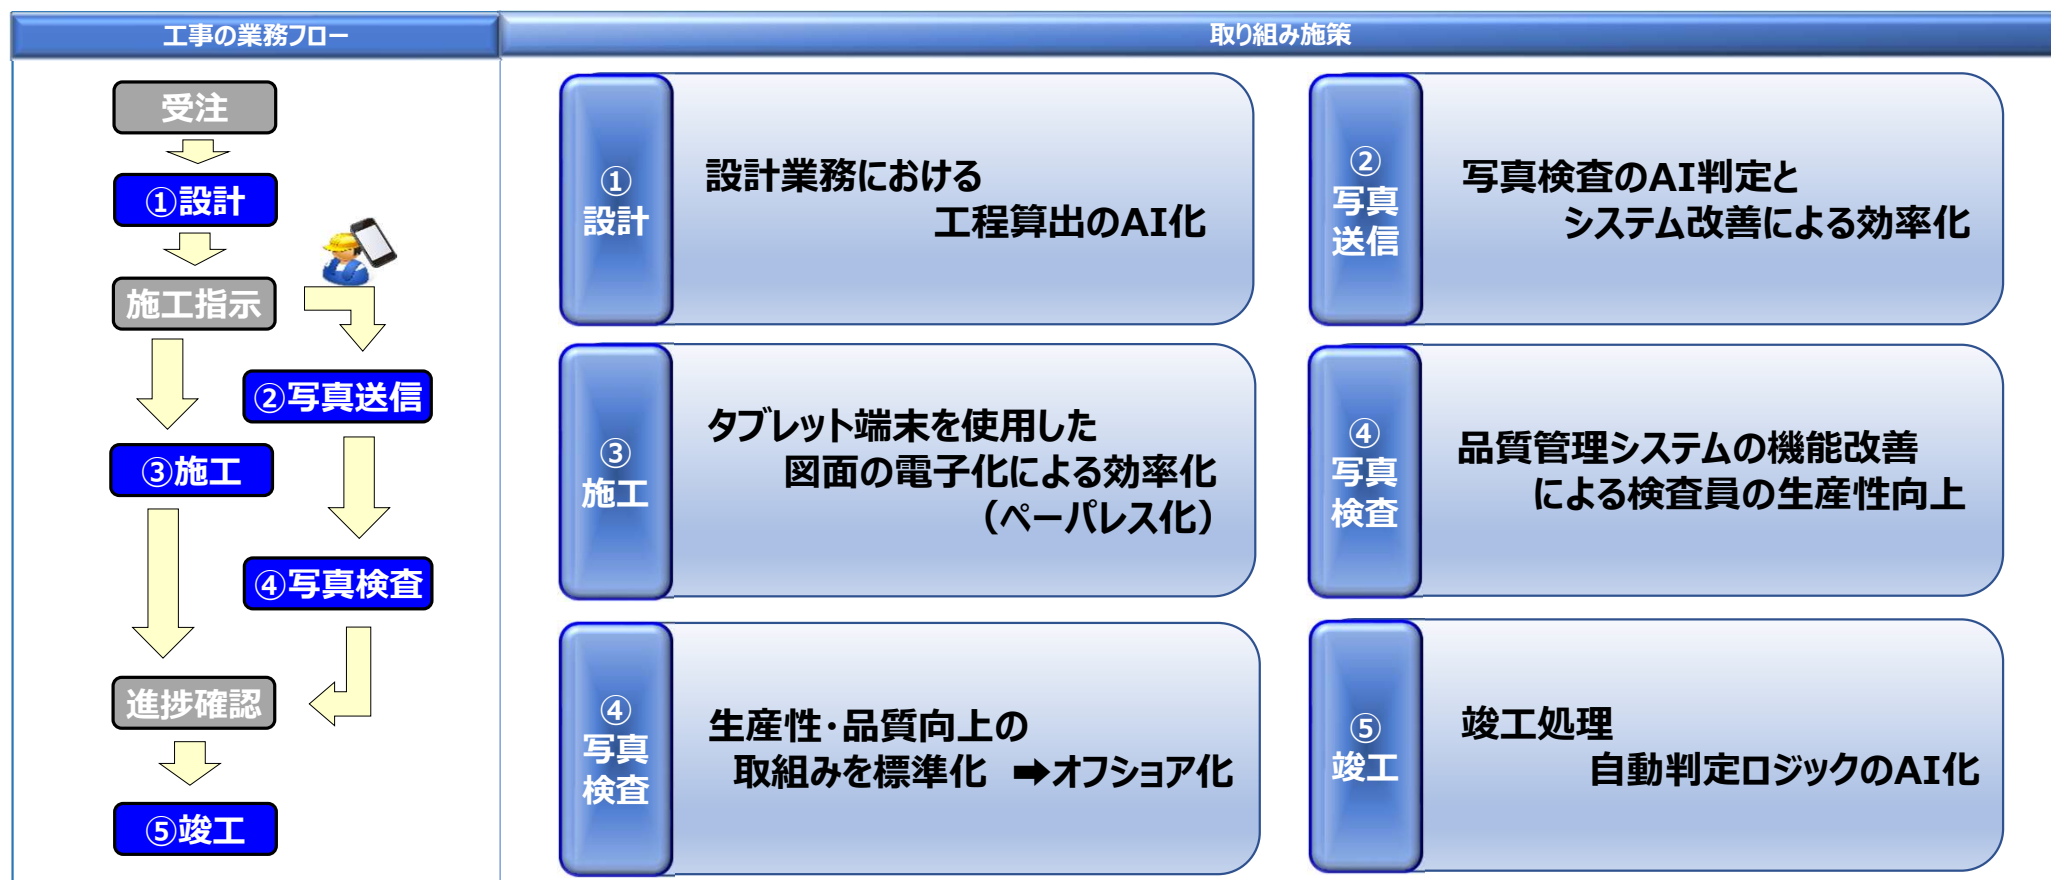 工事の業務フロー
取り組み施策
受注
①設計
施工指示
②写真送信
③施工
④写真検査
進捗確認
⑤竣工
①
設計
設計業務における
工程算出のAI化
②
写真
送信
写真検査のAI判定と
システム改善による効率化
③
施工
タブレット端末を使用した
図面の電子化による効率化
（ペーパレス化）
④
写真
検査
品質管理システムの機能改善
による検査員の生産性向上
④
写真
検査
生産性・品質向上の
取組みを標準化 ➡オフショア化
⑤
竣工
竣工処理
自動判定ロジックのAI化